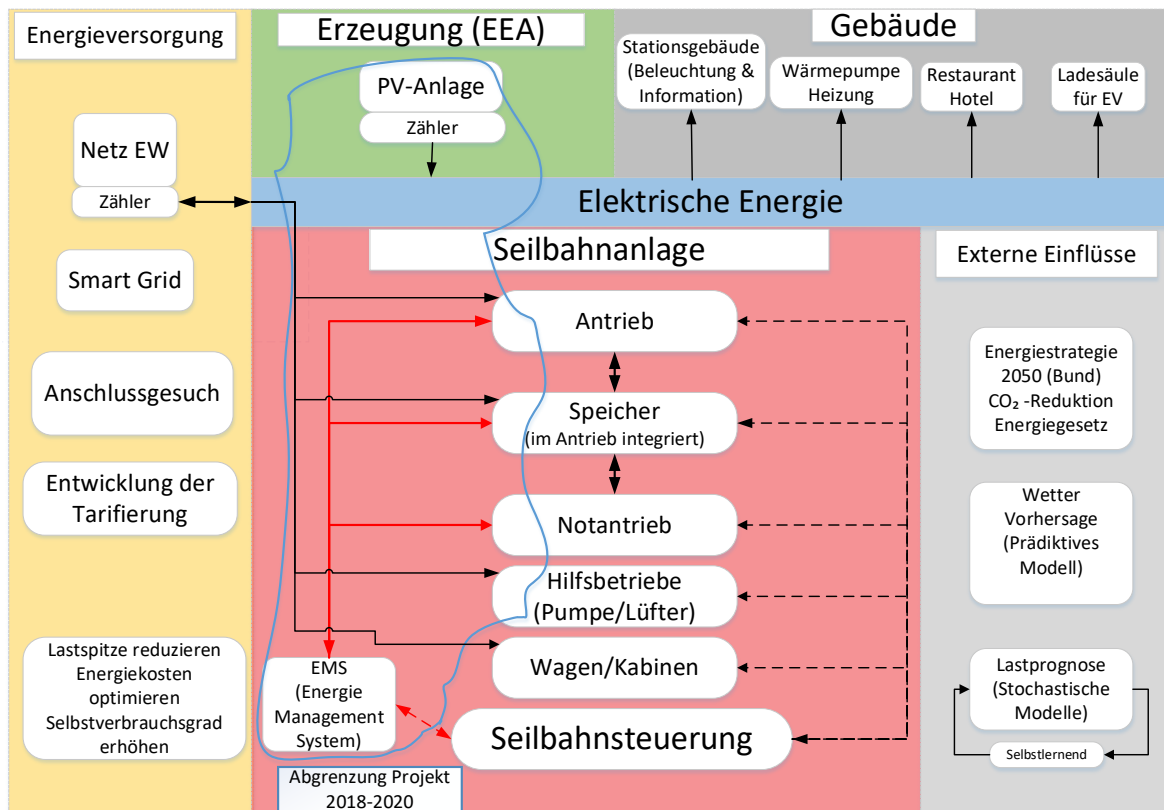 Energieversorgung
Netz EW
Zähler
Smart Grid
Anschlussgesuch
Entwicklung der
Tarifierung
Lastspitze reduzieren
Energiekosten
optimieren
Selbstverbrauchsgrad
erhöhen
Erzeugung (EEA)
PV-Anlage
Zähler
Gebäude
Stationsgebäude
(Beleuchtung &
Information)
Wärmepumpe
Heizung
Restaurant
Hotel
Ladesäule
für EV
Elektrische Energie
Seilbahnanlage
Antrieb
Speicher
(im Antrieb integriert)
Notantrieb
Hilfsbetriebe
(Pumpe/Lüfter)
Wagen/Kabinen
EMS
(Energie
Management
System)
Seilbahnsteuerung
Abgrenzung Projekt
2018-2020
Externe Einflüsse
Energiestrategie
2050 (Bund)
CO₂ -Reduktion
Energiegesetz
Wetter
Vorhersage
(Prädiktives
Modell)
Lastprognose
(Stochastische
Modelle)
Selbstlernend